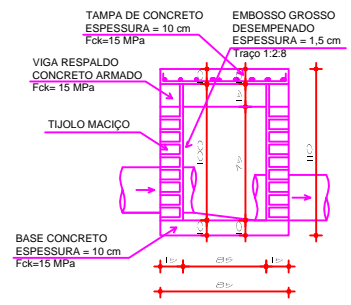 TAMPA DE CONCRETO
ESPESSURA = 10 cm
Fck=15 MPa
EMBOSSO GROSSO
DESEMPENADO
ESPESSURA = 1,5 cm
Traço 1:2:8
VIGA RESPALDO
CONCRETO ARMADO
Fck= 15 MPa
TIJOLO MACIÇO
BASE CONCRETO
ESPESSURA = 10 cm
Fck=15 MPa